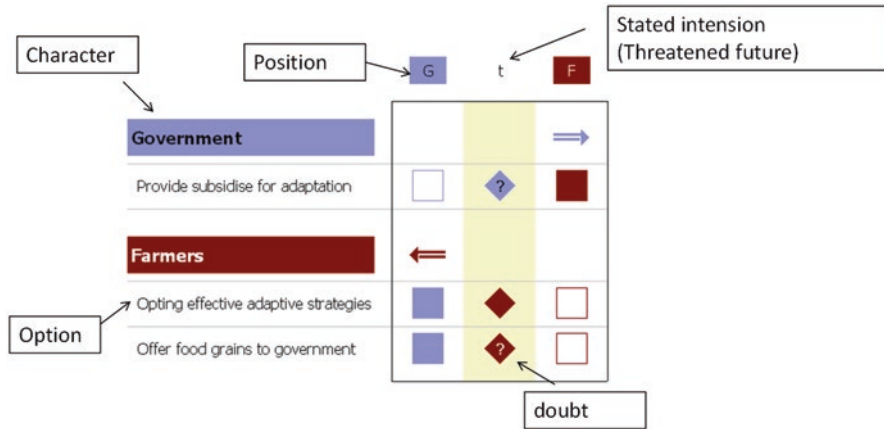 Stated intension
(Threatened future)
Character
Position
G
t
F
Government
Provide subsidise for adaptation
?
Farmers
Opting effective adaptive strategies
Option
Offer food grains to government
?
doubt